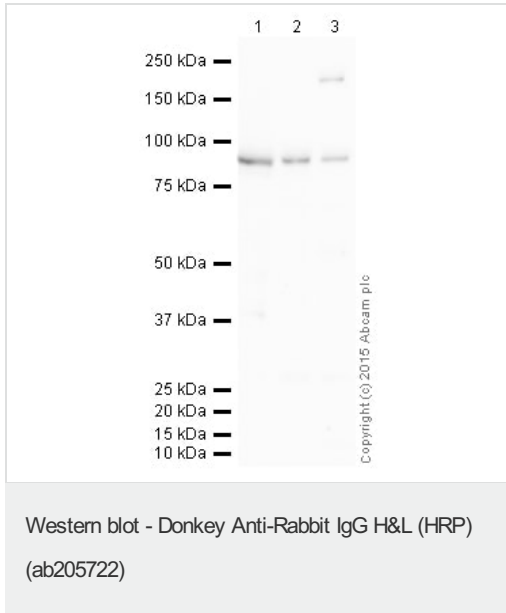 1 2 3
250 kDa
150 kDa
100 kDa
75 kDa
50 kDa
37 kDa
25 kDa
20 kDa
15 kDa
10 kDa
Copyright (c) 2015 Abcam plc
Western blot - Donkey Anti-Rabbit IgG H&L (HRP)
(ab205722)